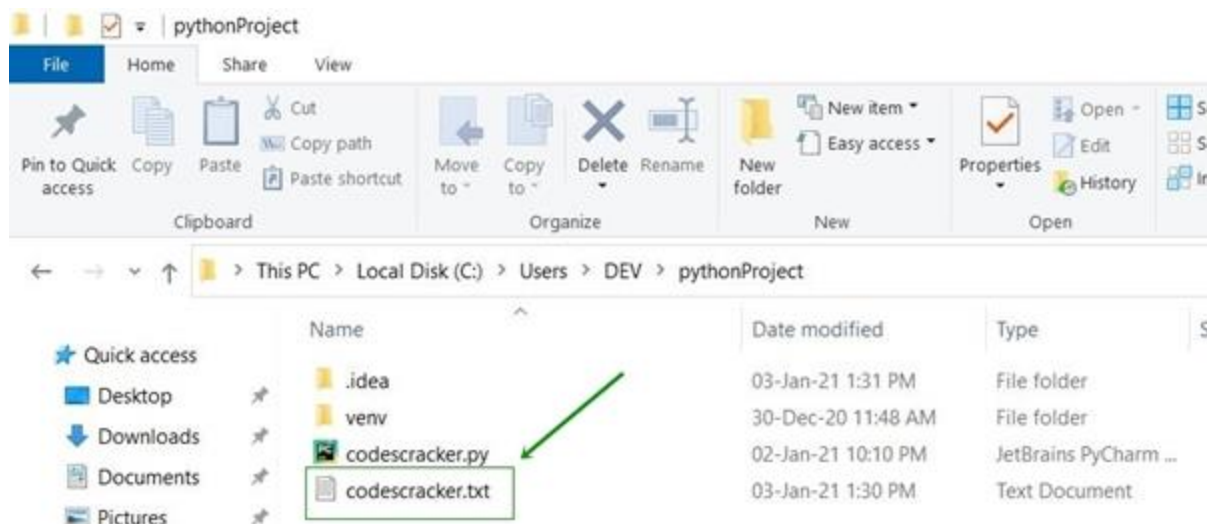 pythonProject
File Home Share View
Pin to Quick access
Copy
Paste
Cut
Copy path
Paste shortcut
Clipboard
Move to
Copy to
Delete
Rename
Organize
New folder
New item
Easy access
New
Properties
Open
Edit
History
Open
This PC > Local Disk (C:) > Users > DEV > pythonProject
Name Date modified Type
Quick access
Desktop
Downloads
Documents
Pictures
.idea 03-Jan-21 1:31 PM File folder
venv 30-Dec-20 11:48 AM File folder
codescracker.py 02-Jan-21 10:10 PM JetBrains PyCharm ...
codescracker.txt 03-Jan-21 1:30 PM Text Document